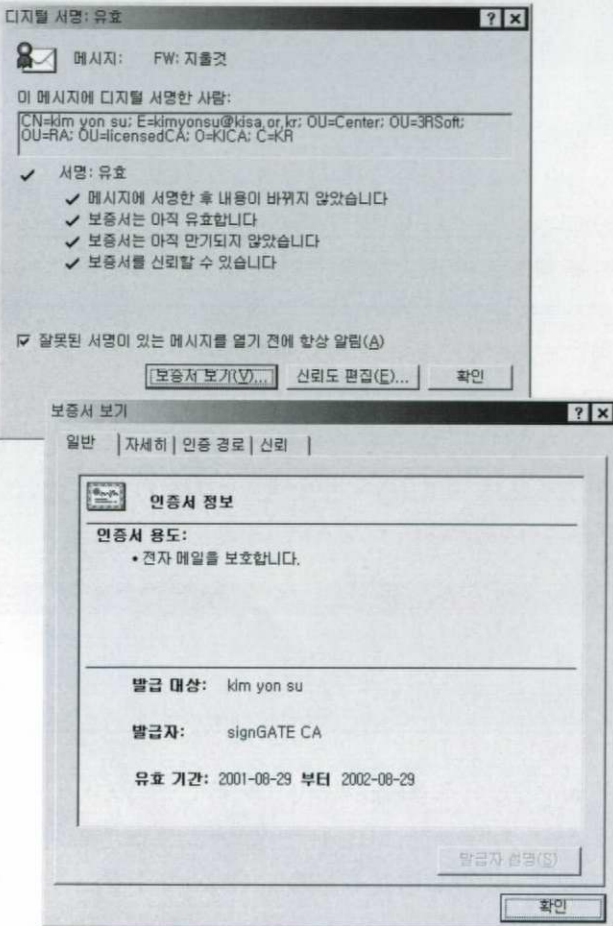 디지털 서명: 유효
메시지: FW: 지울것
이 메시지에 디지털 서명한 사람:
CN=kim yon su; E=kimyonsu@kisa,or,kr; OU=Center; OU=3RSoft;
OU=RA; OU=licensedCA; O=KICA; C=KR
서명: 유효
메시지에 서명한 후 내용이 바뀌지 않았습니다
보증서는 아직 유효합니다
보증서는 아직 만기되지 않았습니다
보증서를 신뢰할 수 있습니다
잘못된 서명이 있는 메시지를 열기 전에 항상 알림(A)
보증서 보기(V)... 신뢰도 편집(E)... 확인
보증서 보기
일반 자세히 인증 경로 신뢰
인증서 정보
인증서 용도:
• 전자 메일을 보호합니다.
발급 대상: kim yon su
발급자: signGATE CA
유효 기간: 2001-08-29 부터 2002-08-29
발급자 설명(S)
확인